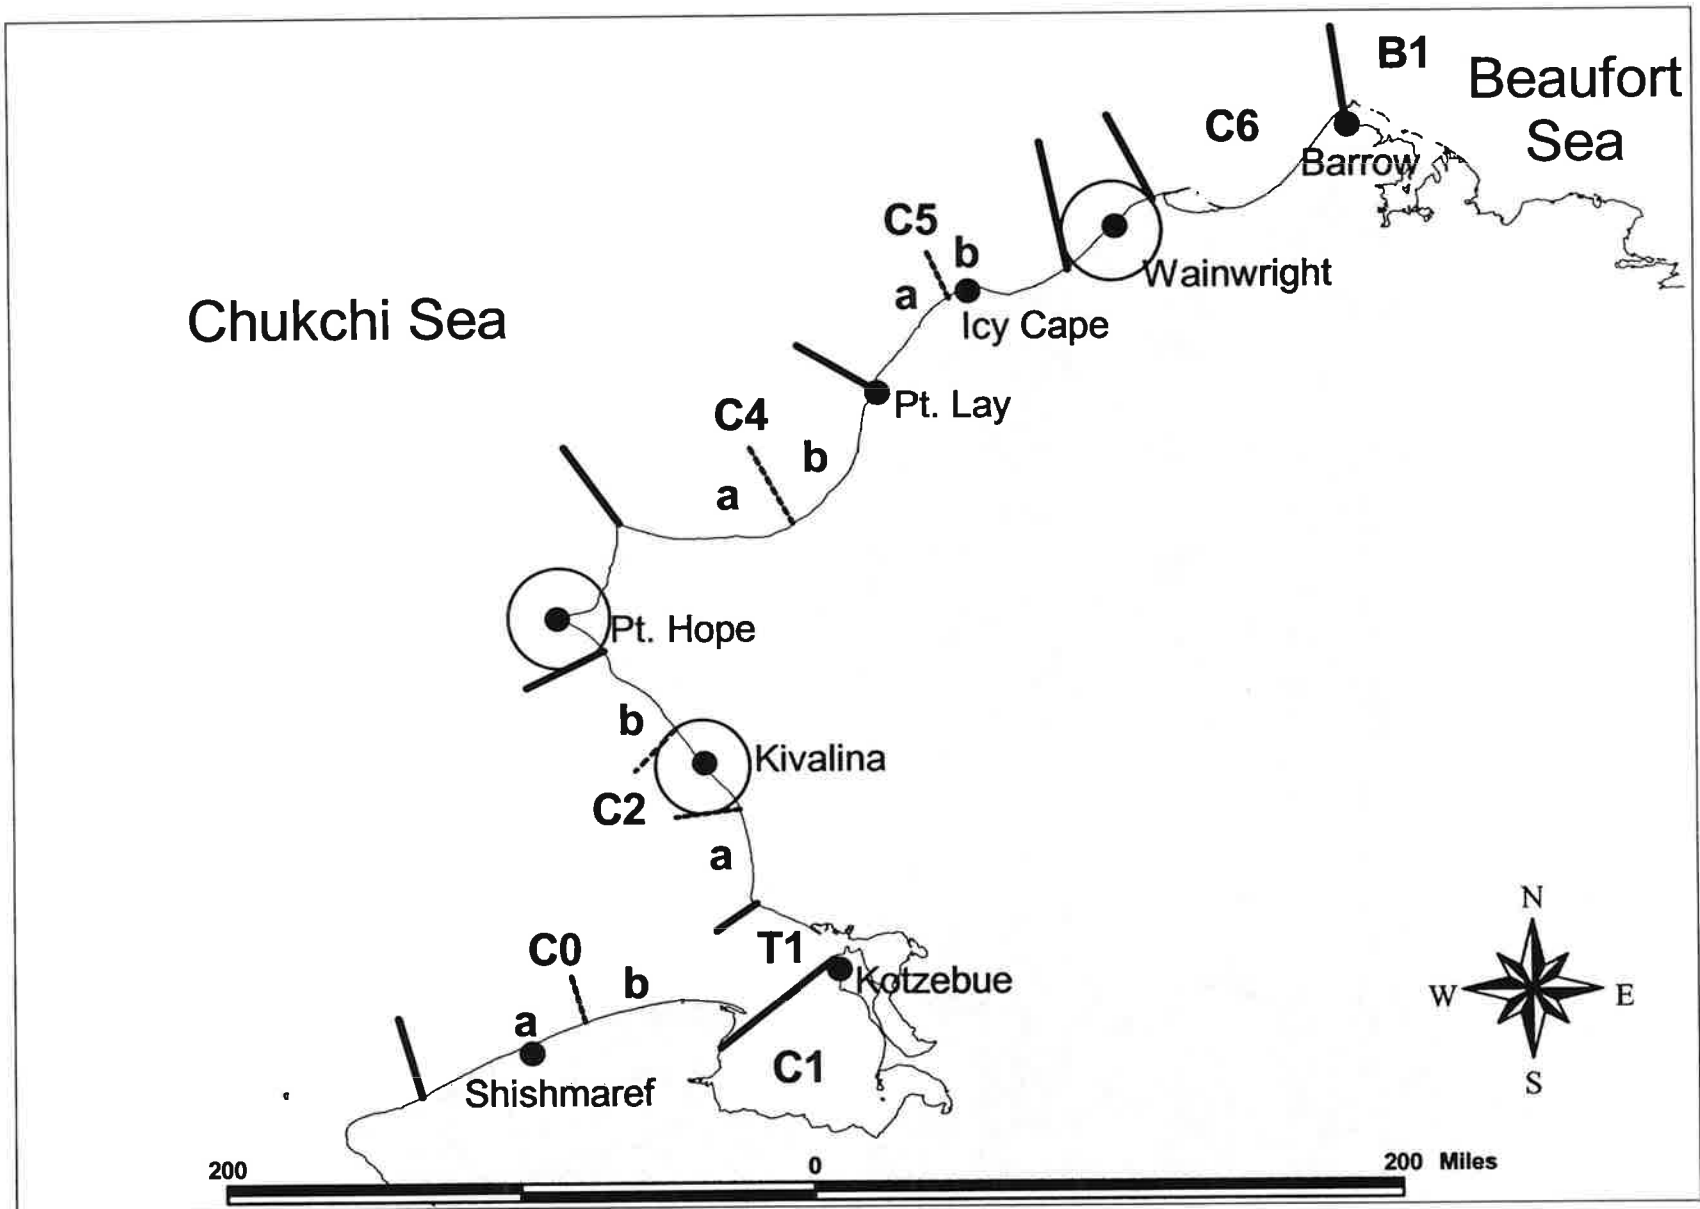 B1
Beaufort
Sea
C6
Barrow
C5
b
Wainwright
a
Icy Cape
Chukchi Sea
Pt. Lay
C4
b
a
Pt. Hope
b
Kivalina
C2
a
T1
C0
b
Kotzebue
a
C1
Shishmaref
N
W
E
S
200
0
200 Miles